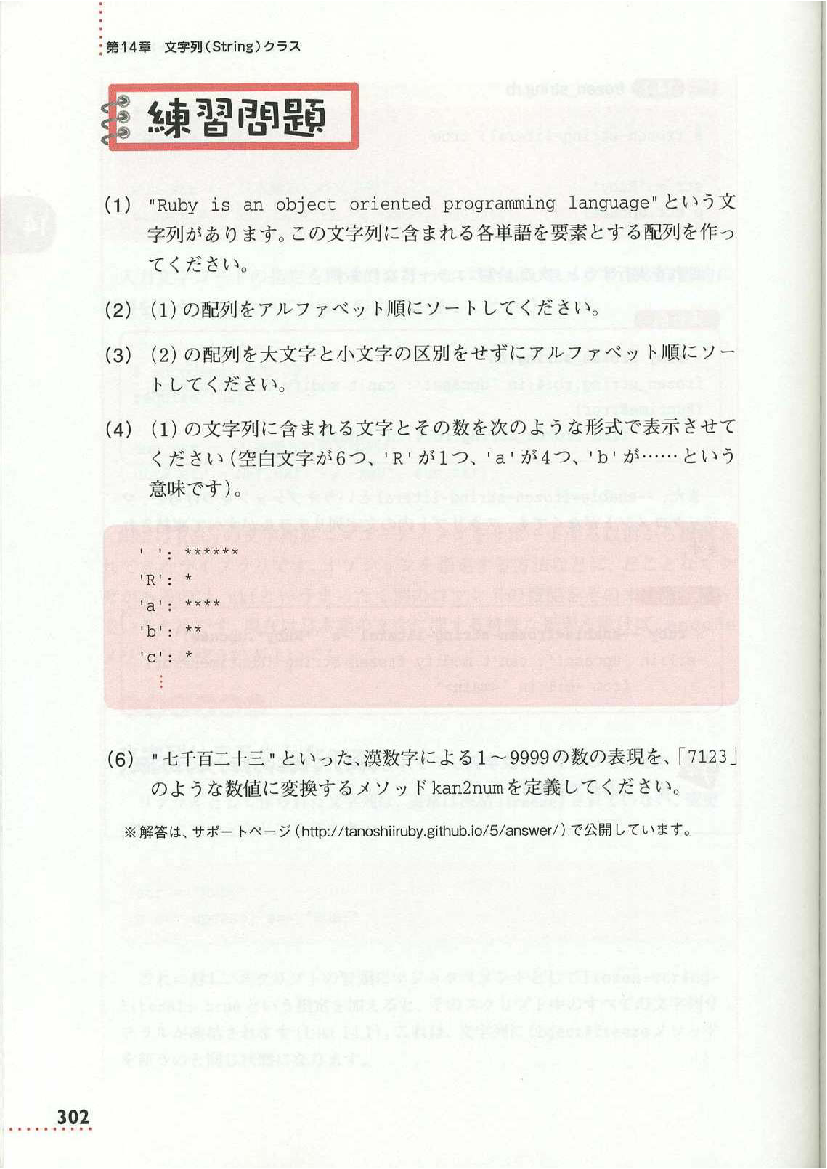 第14章 文字列(String)クラス
練習問題
(1) "Ruby is an object oriented programming language"という文
字列があります。この文字列に含まれる各単語を要素とする配列を作っ
てください。
(2) (1)の配列をアルファベット順にソートしてください。
(3) (2)の配列を大文字と小文字の区別をせずにアルファベット順にソー
トしてください。
(4) (1)の文字列に含まれる文字とその数を次のような形式で表示させて
ください(空白文字が6つ、'R'が1つ、'a'が4つ、'b'が……という
意味です)。
' ': ******
'R': *
'a': ****
'b': **
'c': *
⋮
(6) "七千百二十三"といった、漢数字による1～9999の数の表現を、「7123」
のような数値に変換するメソッドkan2numを定義してください。
※解答は、サポートページ(http://tanoshiiruby.github.io/5/answer/)で公開しています。
302